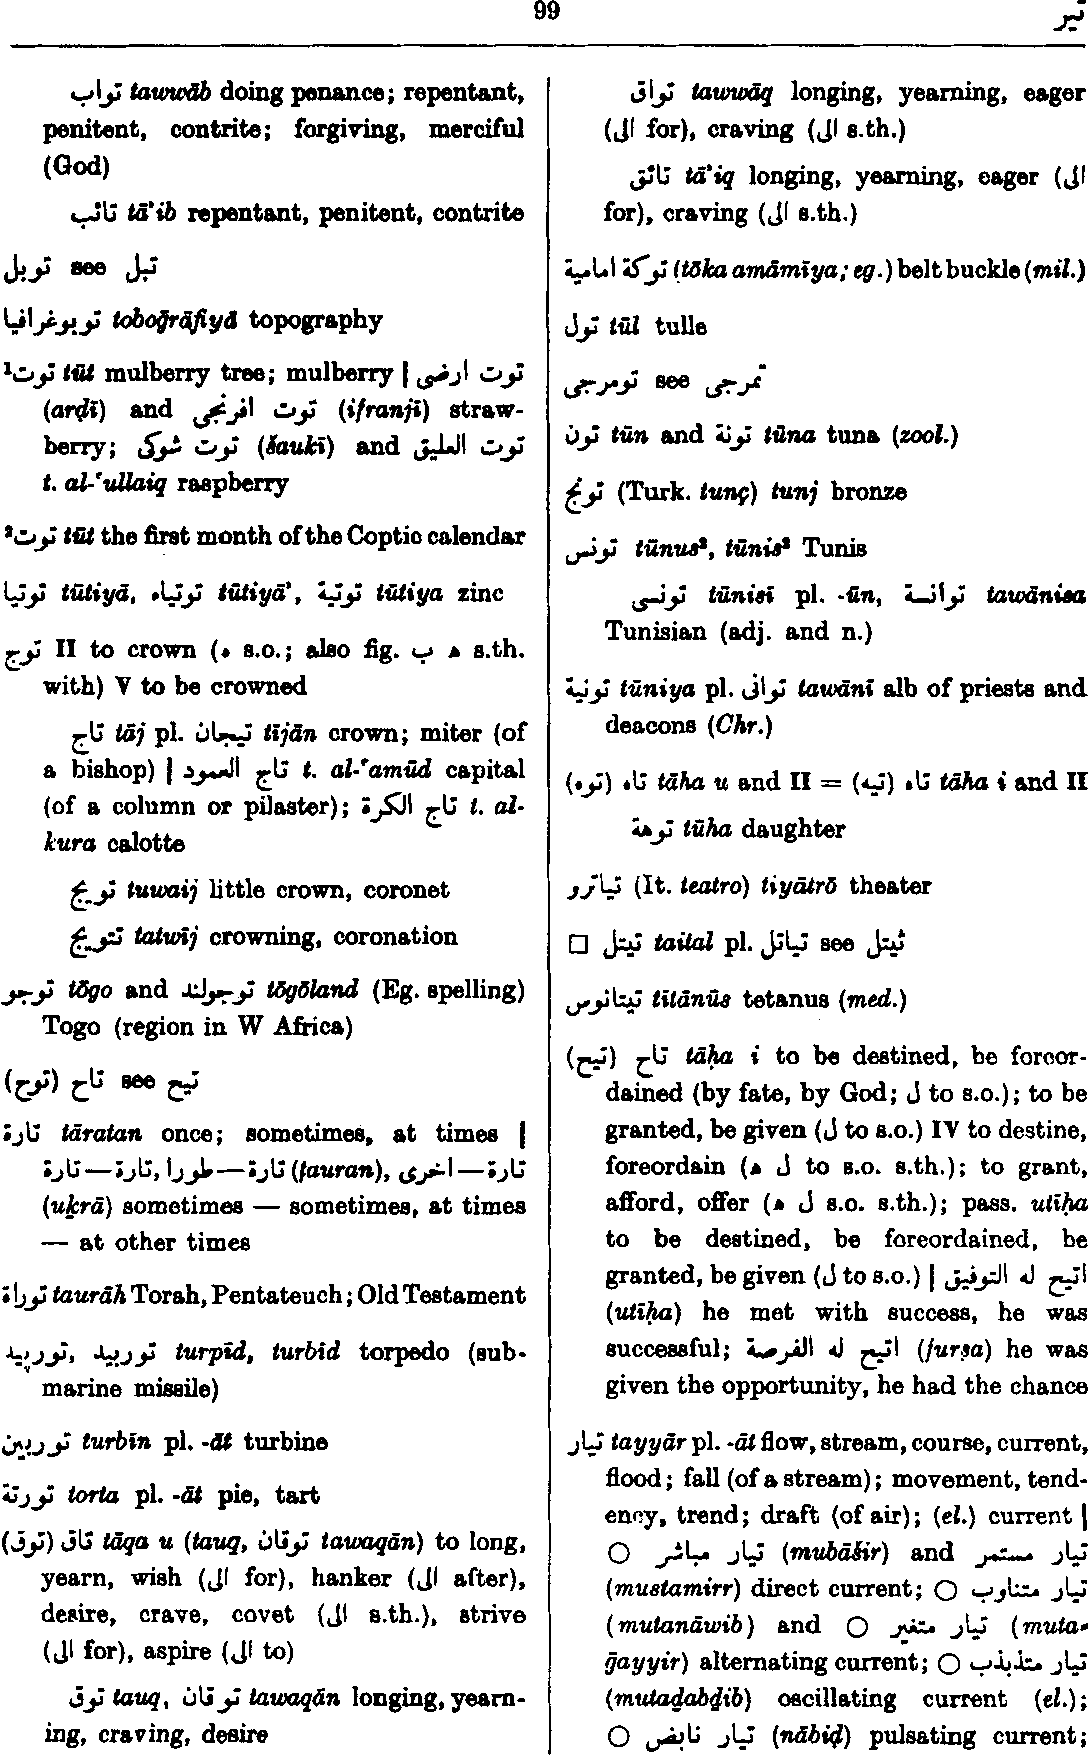 99
تير
تواب tawwāb doing penance; repentant,
penitent, contrite; forgiving, merciful
(God)
تائب tā'ib repentant, penitent, contrite
توبل see تبل
توبوغرافيا toboḡrāfiyā topography
¹توت tūt mulberry tree; mulberry | توت ارضى
(arḍī) and توت افرنجى (ifranjī) straw-
berry; توت شوكى (šaukī) and توت العليق
t. al-‘ullaiq raspberry
²توت tūt the first month of the Coptic calendar
توتيا tūtiyā, توتياء tūtiyā', توتية tūtiya zinc
توج II to crown (ه s.o.; also fig. ه ب s.th.
with) V to be crowned
تاج tāj pl. تيجان tījān crown; miter (of
a bishop) | تاج العمود t. al-‘amūd capital
(of a column or pilaster); تاج الكرة t. al-
kura calotte
تويج tuwaij little crown, coronet
تتويج tatwīj crowning, coronation
توجو tōgo and توجولند tōgōland (Eg. spelling)
Togo (region in W Africa)
(توح) تاح see تيح
تارة tāratan once; sometimes, at times |
تارة — تارة, تارة — طورا (ṭauran), تارة — اخرى
(uḵrā) sometimes — sometimes, at times
— at other times
توراة taurāh Torah, Pentateuch; Old Testament
توربيد, توربيد turpīd, turbīd torpedo (sub-
marine missile)
توربين turbīn pl. -āt turbine
تورتة torta pl. -āt pie, tart
(توق) تاق tāqa u (tauq, توقان tawaqān) to long,
yearn, wish (الى for), hanker (الى after),
desire, crave, covet (الى s.th.), strive
(الى for), aspire (الى to)
توق tauq, توقان tawaqān longing, yearn-
ing, craving, desire
تواق tawwāq longing, yearning, eager
(الى for), craving (الى s.th.)
تائق tā'iq longing, yearning, eager (الى
for), craving (الى s.th.)
توكة امامية (tōka amāmīya; eg.) belt buckle (mil.)
تول tūl tulle
تومرجى see تمرجى
تون tūn and تونة tūna tuna (zool.)
تونج (Turk. tunç) tunj bronze
تونس tūnus², tūnis² Tunis
تونسى tūnisī pl. -ūn, توانسة tawānisa
Tunisian (adj. and n.)
تونية tūniya pl. توانى tawānī alb of priests and
deacons (Chr.)
(توه) تاه tāha u and II = (تيه) تاه tāha i and II
توهة tūha daughter
تياترو (It. teatro) tiyātrō theater
□ تيتل taital pl. تياتل see ثيتل
تيتانوس tītānūs tetanus (med.)
(تيح) تاح tāḥa i to be destined, be foreor-
dained (by fate, by God; ل to s.o.); to be
granted, be given (ل to s.o.) IV to destine,
foreordain (ه ل to s.o. s.th.); to grant,
afford, offer (ه ل s.o. s.th.); pass. utīḥa
to be destined, be foreordained, be
granted, be given (ل to s.o.) | اتيح له التوفيق
(utīḥa) he met with success, he was
successful; اتيح له الفرصة (furṣa) he was
given the opportunity, he had the chance
تيار tayyār pl. -āt flow, stream, course, current,
flood; fall (of a stream); movement, tend-
ency, trend; draft (of air); (el.) current |
○ تيار مباشر (mubāšir) and تيار مستمر
(mustamirr) direct current; ○ تيار متناوب
(mutanāwib) and ○ تيار متغير (muta-
ḡayyir) alternating current; ○ تيار متذبذب
(mutaḏabḏib) oscillating current (el.);
○ تيار نابض (nābiḍ) pulsating current;